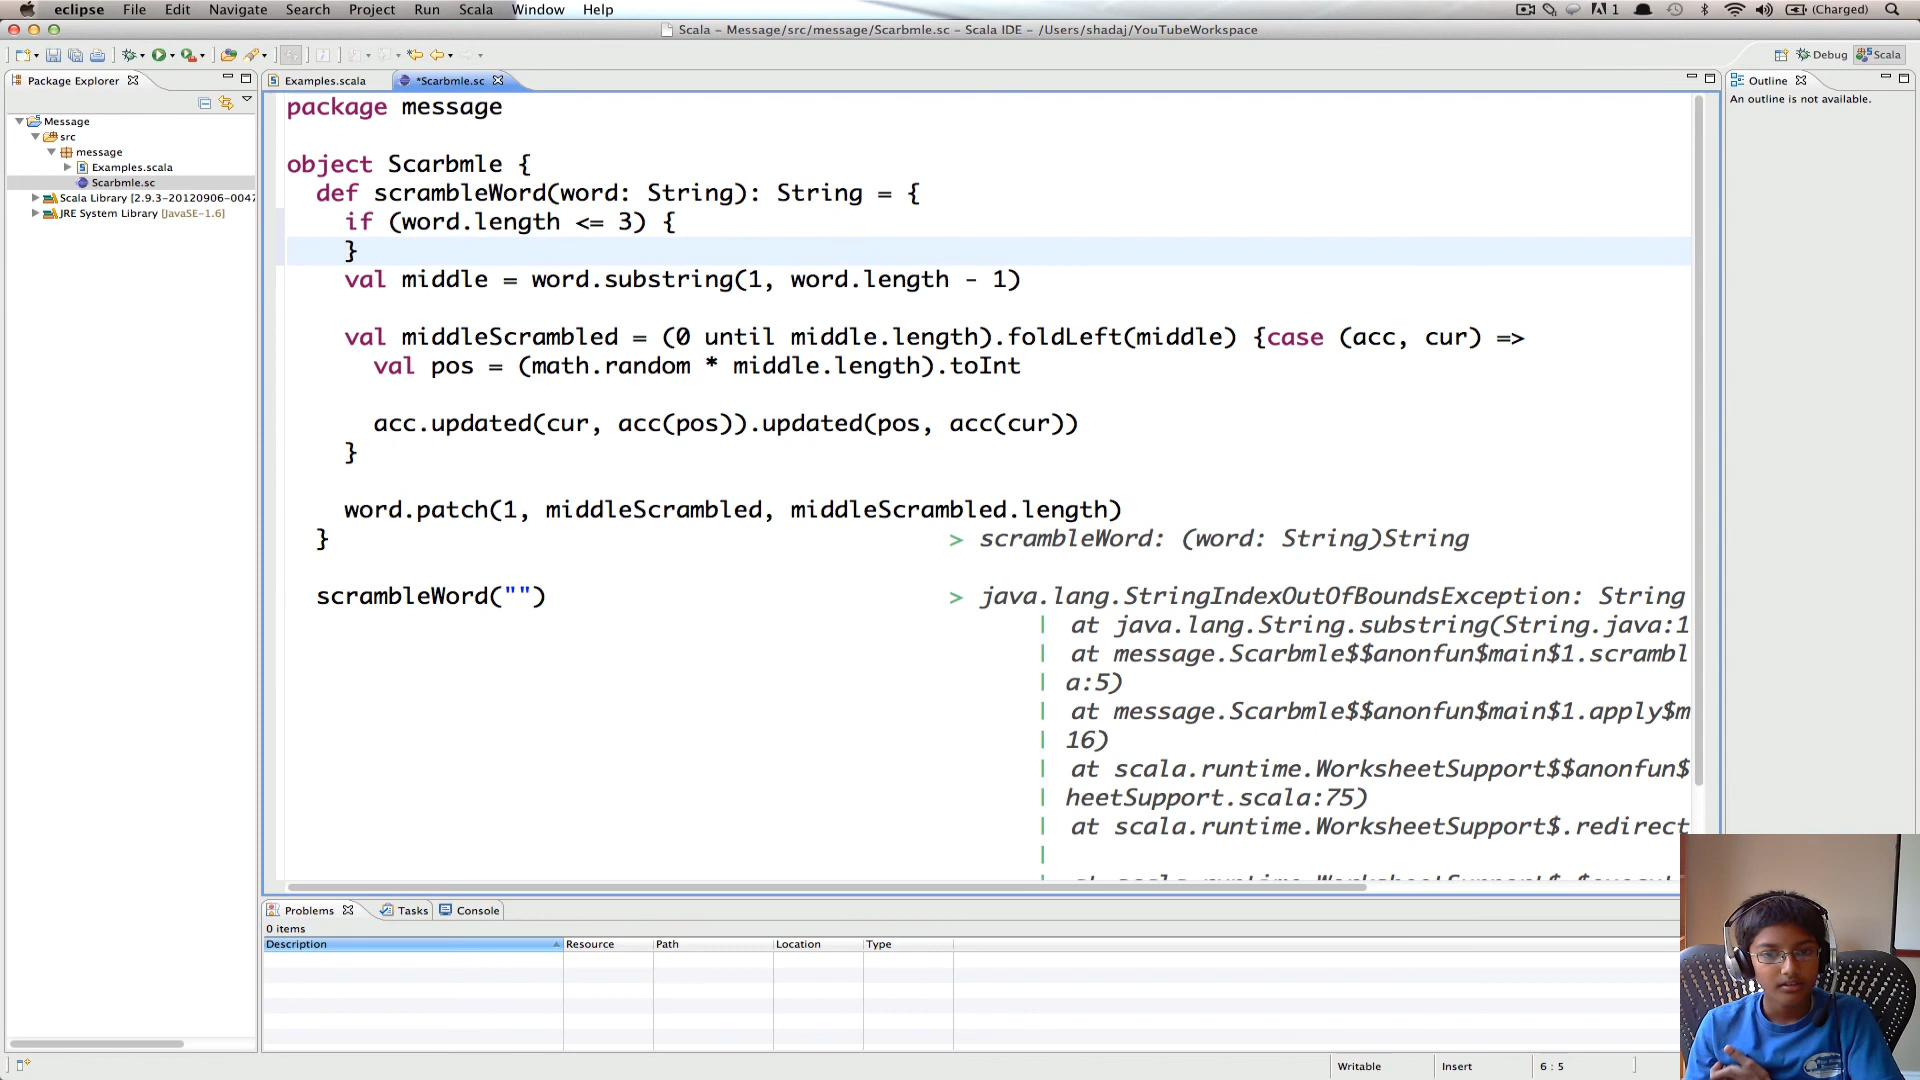 eclipse File Edit Navigate Search Project Run Scala Window Help
1 (Charged)
Scala – Message/src/message/Scarbmle.sc – Scala IDE – /Users/shadaj/YouTubeWorkspace
Debug Scala
Package Explorer
Examples.scala
*Scarbmle.sc
Outline
An outline is not available.
Message
src
message
Examples.scala
Scarbmle.sc
Scala Library [2.9.3-20120906-0047
JRE System Library [JavaSE-1.6]
package message
object Scarbmle {
def scrambleWord(word: String): String = {
if (word.length <= 3) {
}
val middle = word.substring(1, word.length - 1)
val middleScrambled = (0 until middle.length).foldLeft(middle) {case (acc, cur) =>
val pos = (math.random * middle.length).toInt
acc.updated(cur, acc(pos)).updated(pos, acc(cur))
}
word.patch(1, middleScrambled, middleScrambled.length)
} > scrambleWord: (word: String)String
scrambleWord("") > java.lang.StringIndexOutOfBoundsException: String
| at java.lang.String.substring(String.java:1
| at message.Scarbmle$$anonfun$main$1.scrambl
| a:5)
| at message.Scarbmle$$anonfun$main$1.apply$m
| 16)
| at scala.runtime.WorksheetSupport$$anonfun$
| heetSupport.scala:75)
| at scala.runtime.WorksheetSupport$.redirect
|
Problems Tasks Console
0 items
Description Resource Path Location Type
Writable Insert 6 : 5